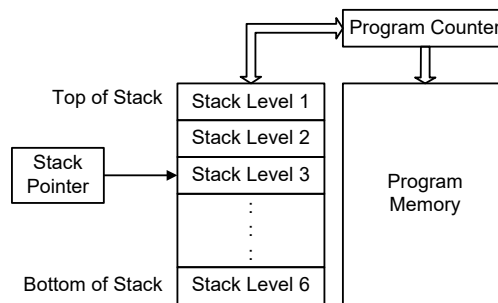 Program Counter
Top of Stack
Stack Level 1
Stack Level 2
Stack
Pointer
Stack Level 3
:
:
:
Program
Memory
Bottom of Stack
Stack Level 6